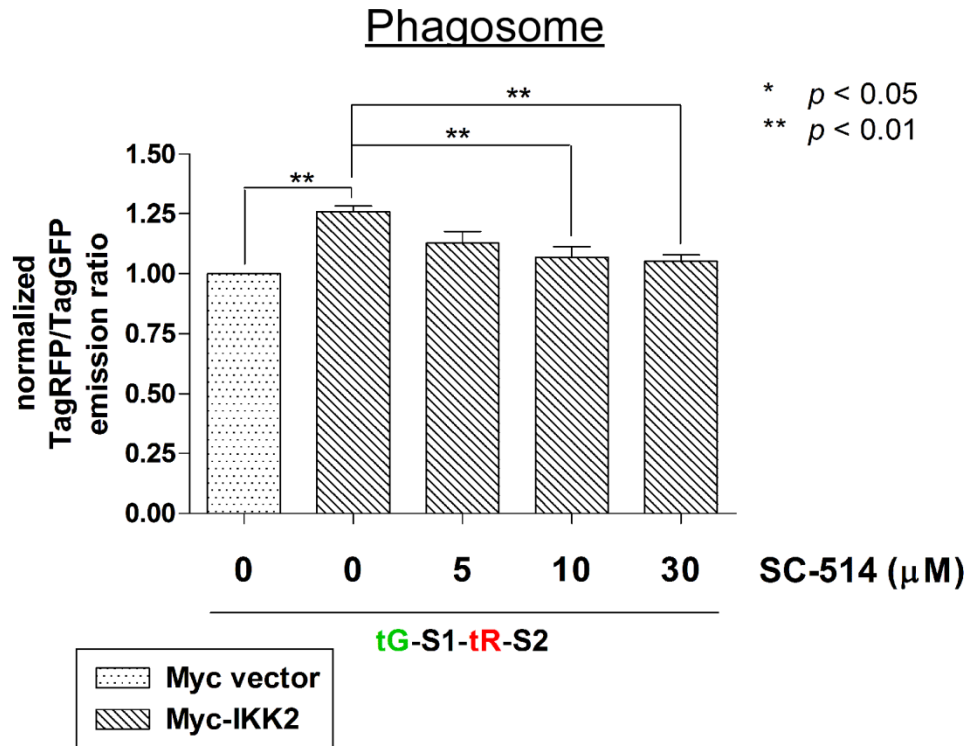 Phagosome
* p < 0.05
** p < 0.01
**
**
**
normalized
TagRFP/TagGFP
emission ratio
1.50
1.25
1.00
0.75
0.50
0.25
0.00
0 0 5 10 30 SC-514 (μM)
tG-S1-tR-S2
Myc vector
Myc-IKK2